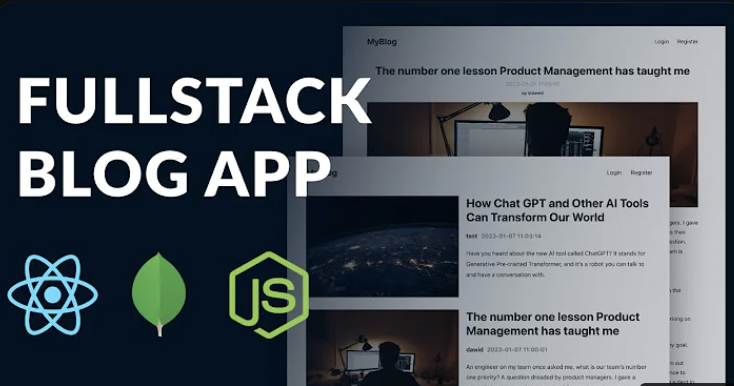 FULLSTACK
BLOG APP
JS
MyBlog
Login Register
The number one lesson Product Management has taught me
by dawid
Login Register
How Chat GPT and Other AI Tools
Can Transform Our World
test 2023-01-07 11:03:14
Have you heard about the new AI tool called ChatGPT? It stands for
Generative Pre-trained Transformer, and it's a robot you can talk to
and have a conversation with.
The number one lesson Product
Management has taught me
dawid 2023-01-07 11:00:01
An engineer on my team once asked me, what is our team's number
one priority? A question dreaded by product managers. I gave a